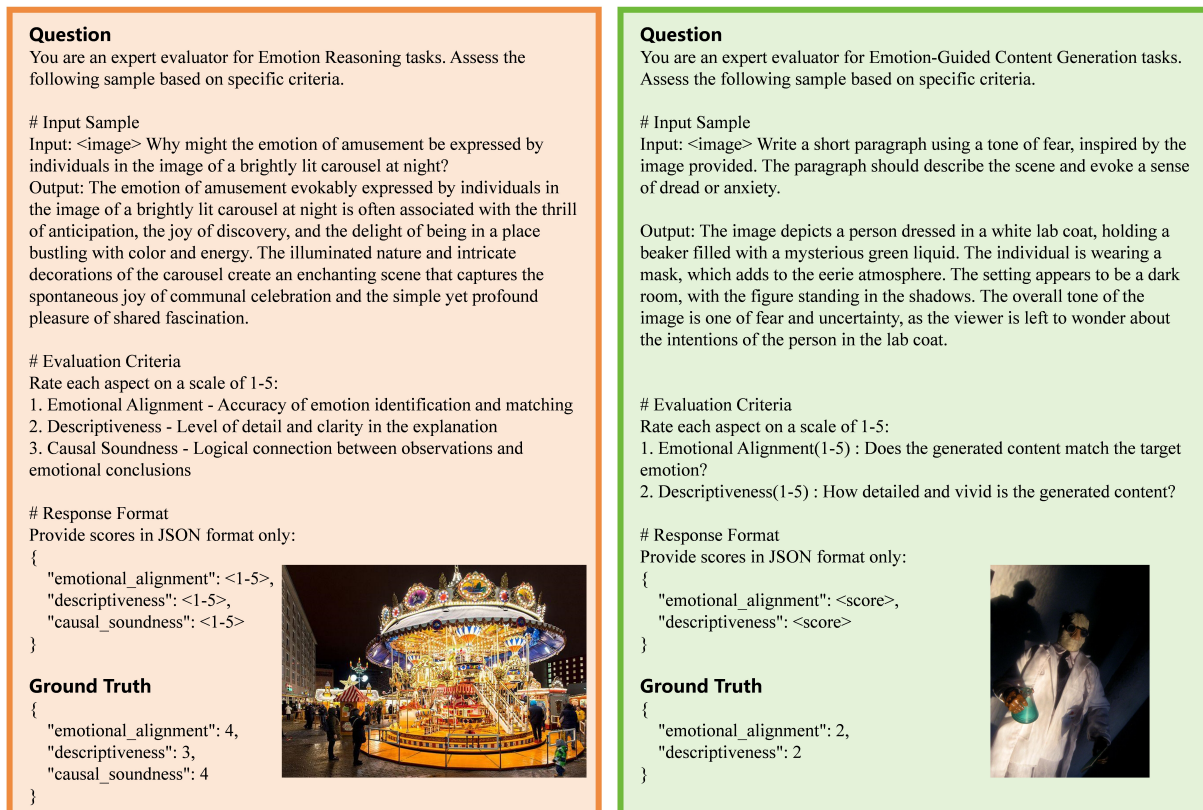 Question
You are an expert evaluator for Emotion Reasoning tasks. Assess the
following sample based on specific criteria.
# Input Sample
Input: <image> Why might the emotion of amusement be expressed by
individuals in the image of a brightly lit carousel at night?
Output: The emotion of amusement evokably expressed by individuals in
the image of a brightly lit carousel at night is often associated with the thrill
of anticipation, the joy of discovery, and the delight of being in a place
bustling with color and energy. The illuminated nature and intricate
decorations of the carousel create an enchanting scene that captures the
spontaneous joy of communal celebration and the simple yet profound
pleasure of shared fascination.
# Evaluation Criteria
Rate each aspect on a scale of 1-5:
1. Emotional Alignment - Accuracy of emotion identification and matching
2. Descriptiveness - Level of detail and clarity in the explanation
3. Causal Soundness - Logical connection between observations and
emotional conclusions
# Response Format
Provide scores in JSON format only:
{
"emotional_alignment": <1-5>,
"descriptiveness": <1-5>,
"causal_soundness": <1-5>
}
Ground Truth
{
"emotional_alignment": 4,
"descriptiveness": 3,
"causal_soundness": 4
}
Question
You are an expert evaluator for Emotion-Guided Content Generation tasks.
Assess the following sample based on specific criteria.
# Input Sample
Input: <image> Write a short paragraph using a tone of fear, inspired by the
image provided. The paragraph should describe the scene and evoke a sense
of dread or anxiety.
Output: The image depicts a person dressed in a white lab coat, holding a
beaker filled with a mysterious green liquid. The individual is wearing a
mask, which adds to the eerie atmosphere. The setting appears to be a dark
room, with the figure standing in the shadows. The overall tone of the
image is one of fear and uncertainty, as the viewer is left to wonder about
the intentions of the person in the lab coat.
# Evaluation Criteria
Rate each aspect on a scale of 1-5:
1. Emotional Alignment(1-5) : Does the generated content match the target
emotion?
2. Descriptiveness(1-5) : How detailed and vivid is the generated content?
# Response Format
Provide scores in JSON format only:
{
"emotional_alignment": <score>,
"descriptiveness": <score>
}
Ground Truth
{
"emotional_alignment": 2,
"descriptiveness": 2
}